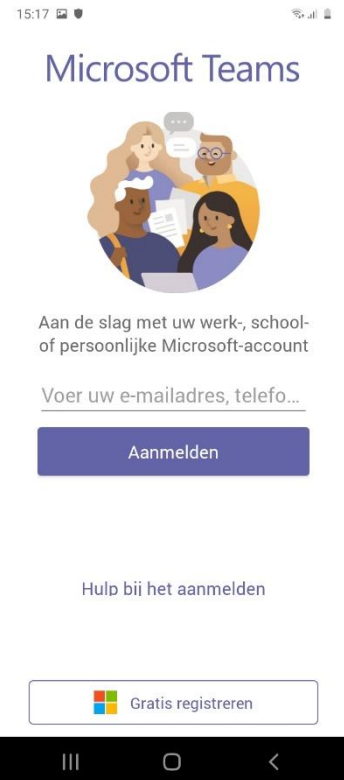 15:17
Microsoft Teams
Aan de slag met uw werk-, school-
of persoonlijke Microsoft-account
Voer uw e-mailadres, telefo...
Aanmelden
Hulp bij het aanmelden
Gratis registreren